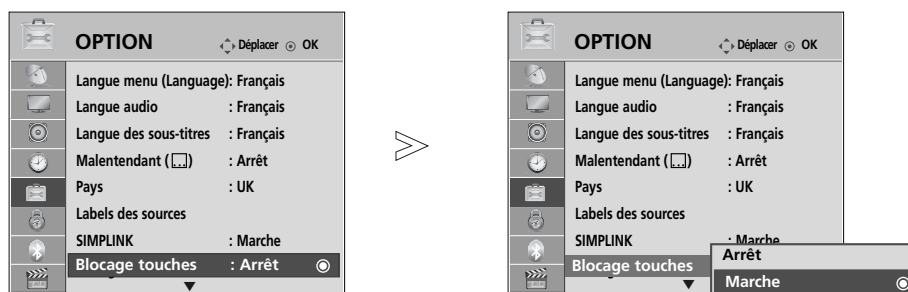 OPTION
Déplacer OK
Langue menu (Language): Français
Langue audio : Français
Langue des sous-titres : Français
Malentendant ( ) : Arrêt
Pays : UK
Labels des sources
SIMPLINK : Marche
Blocage touches : Arrêt
OPTION
Déplacer OK
Langue menu (Language): Français
Langue audio : Français
Langue des sous-titres : Français
Malentendant ( ) : Arrêt
Pays : UK
Labels des sources
SIMPLINK : Marche
Blocage touches
Arrêt
Marche